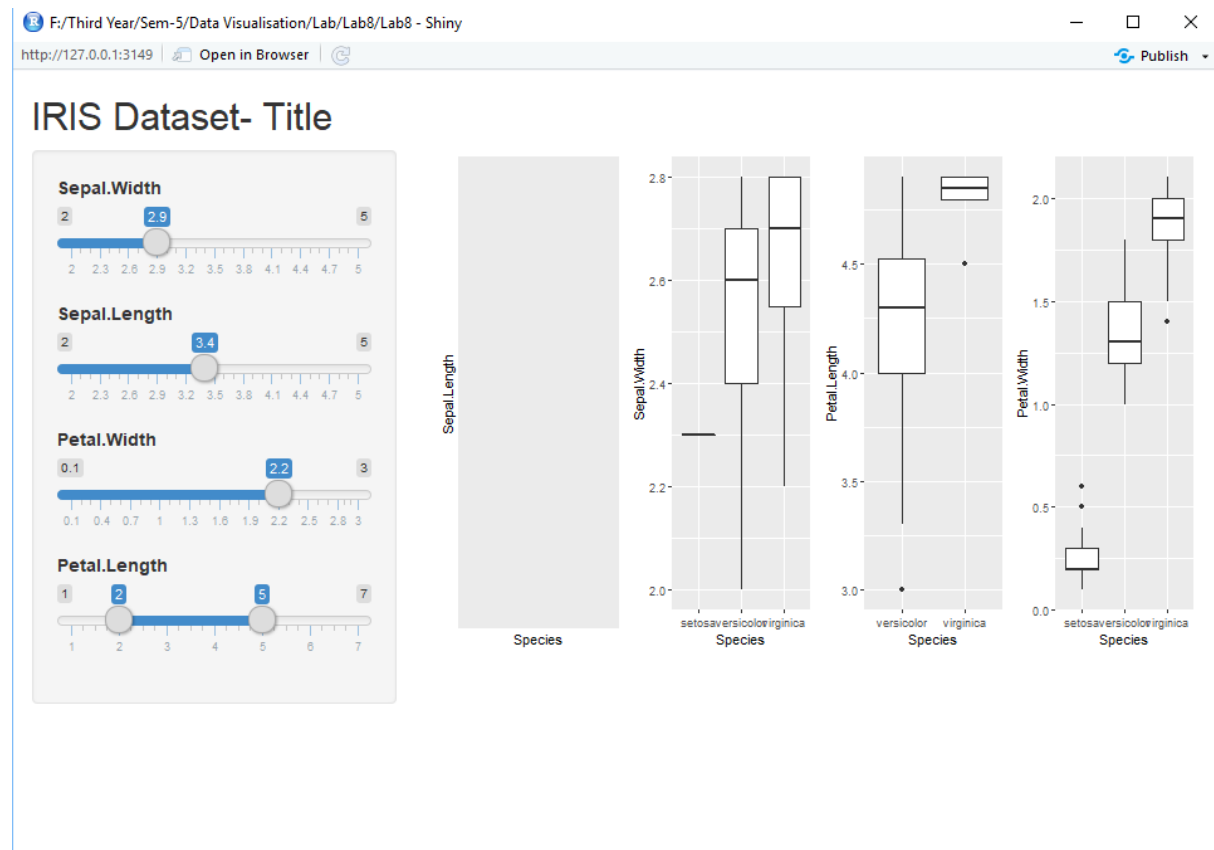 F:/Third Year/Sem-5/Data Visualisation/Lab/Lab8/Lab8 - Shiny
http://127.0.0.1:3149 Open in Browser Publish
IRIS Dataset- Title
Sepal.Width
2 2.9 5
2 2.3 2.6 2.9 3.2 3.5 3.8 4.1 4.4 4.7 5
Sepal.Length
2 3.4 5
2 2.3 2.6 2.9 3.2 3.5 3.8 4.1 4.4 4.7 5
Petal.Width
0.1 2.2 3
0.1 0.4 0.7 1 1.3 1.6 1.9 2.2 2.5 2.8 3
Petal.Length
1 2 5 7
1 2 3 4 5 6 7
Sepal.Length
Species
Sepal.Width
2.8
2.6
2.4
2.2
2.0
setosa versicolor virginica
Species
Petal.Length
4.5
4.0
3.5
3.0
versicolor virginica
Species
Petal.Width
2.0
1.5
1.0
0.5
0.0
setosa versicolor virginica
Species